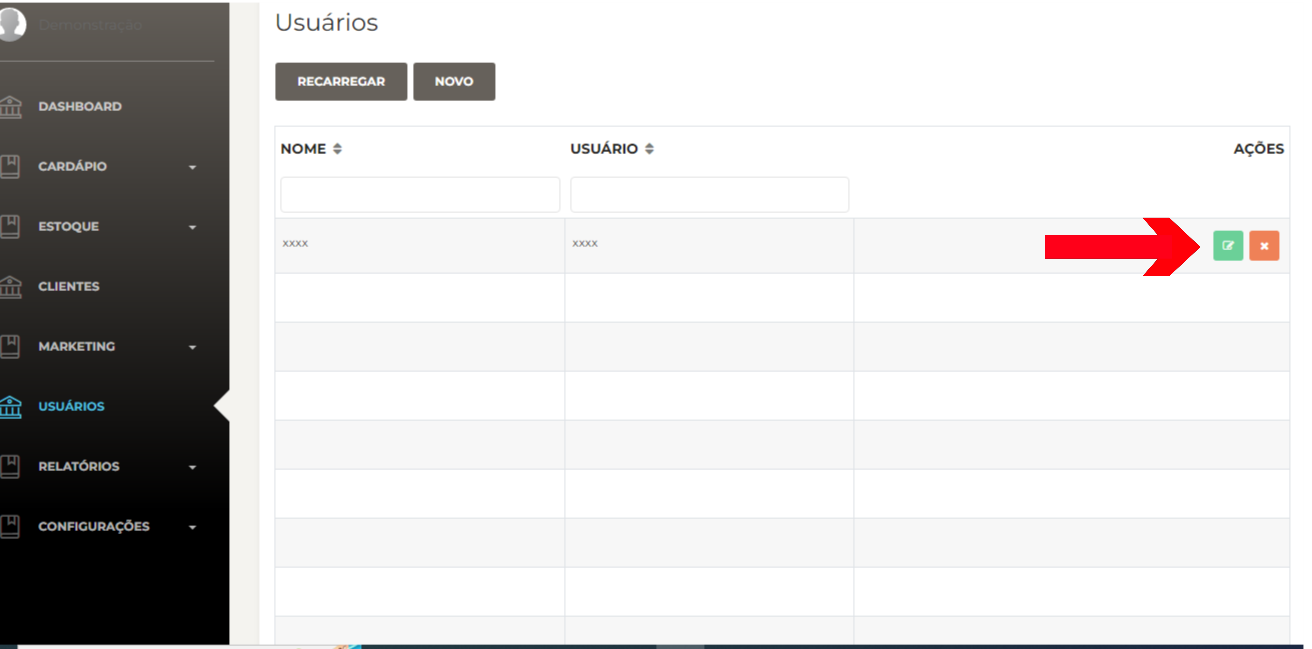 Demonstração
DASHBOARD
CARDÁPIO
ESTOQUE
CLIENTES
MARKETING
USUÁRIOS
RELATÓRIOS
CONFIGURAÇÕES
Usuários
RECARREGAR NOVO
NOME USUÁRIO AÇÕES
xxxx xxxx